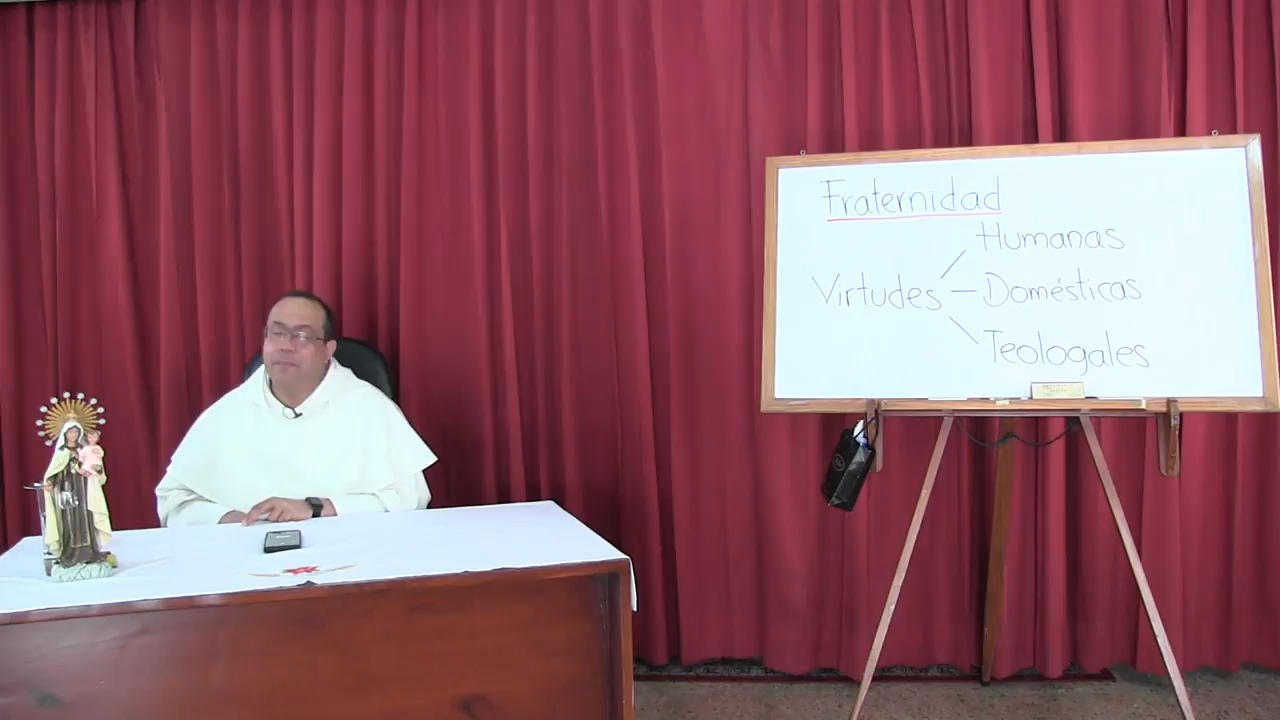 Fraternidad
Humanas
Virtudes
Domésticas
Teologales